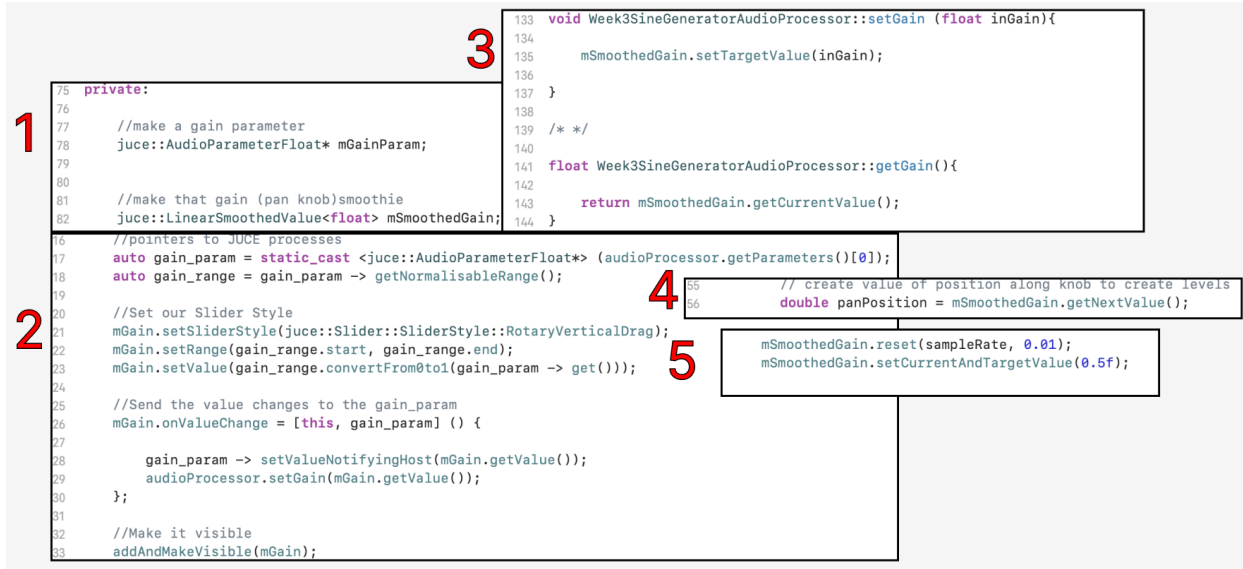 1
75 private:
76
77 //make a gain parameter
78 juce::AudioParameterFloat* mGainParam;
79
80
81 //make that gain (pan knob)smoothie
82 juce::LinearSmoothedValue<float> mSmoothedGain;
2
16 //pointers to JUCE processes
17 auto gain_param = static_cast <juce::AudioParameterFloat*> (audioProcessor.getParameters()[0]);
18 auto gain_range = gain_param -> getNormalisableRange();
19
20 //Set our Slider Style
21 mGain.setSliderStyle(juce::Slider::SliderStyle::RotaryVerticalDrag);
22 mGain.setRange(gain_range.start, gain_range.end);
23 mGain.setValue(gain_range.convertFrom0to1(gain_param -> get()));
24
25 //Send the value changes to the gain_param
26 mGain.onValueChange = [this, gain_param] () {
27
28 gain_param -> setValueNotifyingHost(mGain.getValue());
29 audioProcessor.setGain(mGain.getValue());
30 };
31
32 //Make it visible
33 addAndMakeVisible(mGain);
3
133 void Week3SineGeneratorAudioProcessor::setGain (float inGain){
134
135 mSmoothedGain.setTargetValue(inGain);
136
137 }
138
139 /* */
140
141 float Week3SineGeneratorAudioProcessor::getGain(){
142
143 return mSmoothedGain.getCurrentValue();
144 }
4
55 // create value of position along knob to create levels
56 double panPosition = mSmoothedGain.getNextValue();
5
mSmoothedGain.reset(sampleRate, 0.01);
mSmoothedGain.setCurrentAndTargetValue(0.5f);